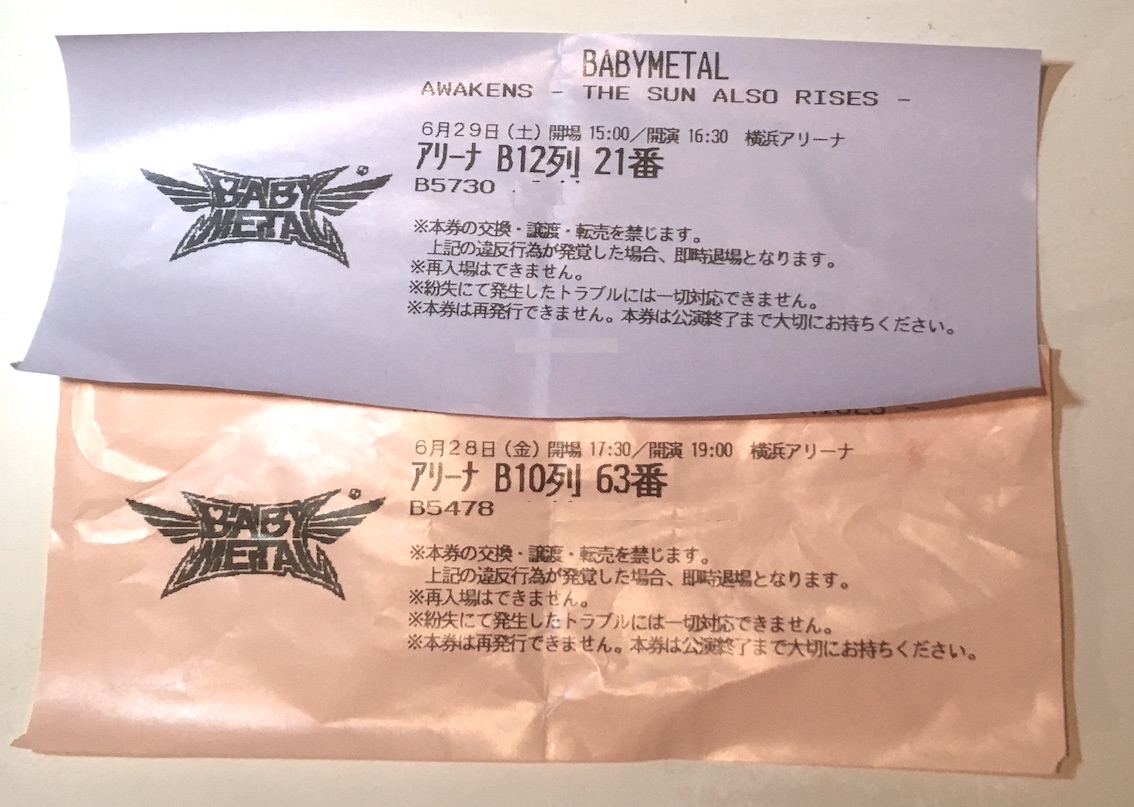 BABYMETAL
AWAKENS - THE SUN ALSO RISES -
6月29日(土) 開場 15:00/開演 16:30 横浜アリーナ
アリーナ B12列 21番
B5730
BABY
METAL
※本券の交換・譲渡・転売を禁じます。
上記の違反行為が発覚した場合、即時退場となります。
※再入場はできません。
※紛失にて発生したトラブルには一切対応できません。
※本券は再発行できません。本券は公演終了まで大切にお持ちください。
6月28日(金) 開場 17:30/開演 19:00 横浜アリーナ
アリーナ B10列 63番
B5478
BABY
METAL
※本券の交換・譲渡・転売を禁じます。
上記の違反行為が発覚した場合、即時退場となります。
※再入場はできません。
※紛失にて発生したトラブルには一切対応できません。
※本券は再発行できません。本券は公演終了まで大切にお持ちください。